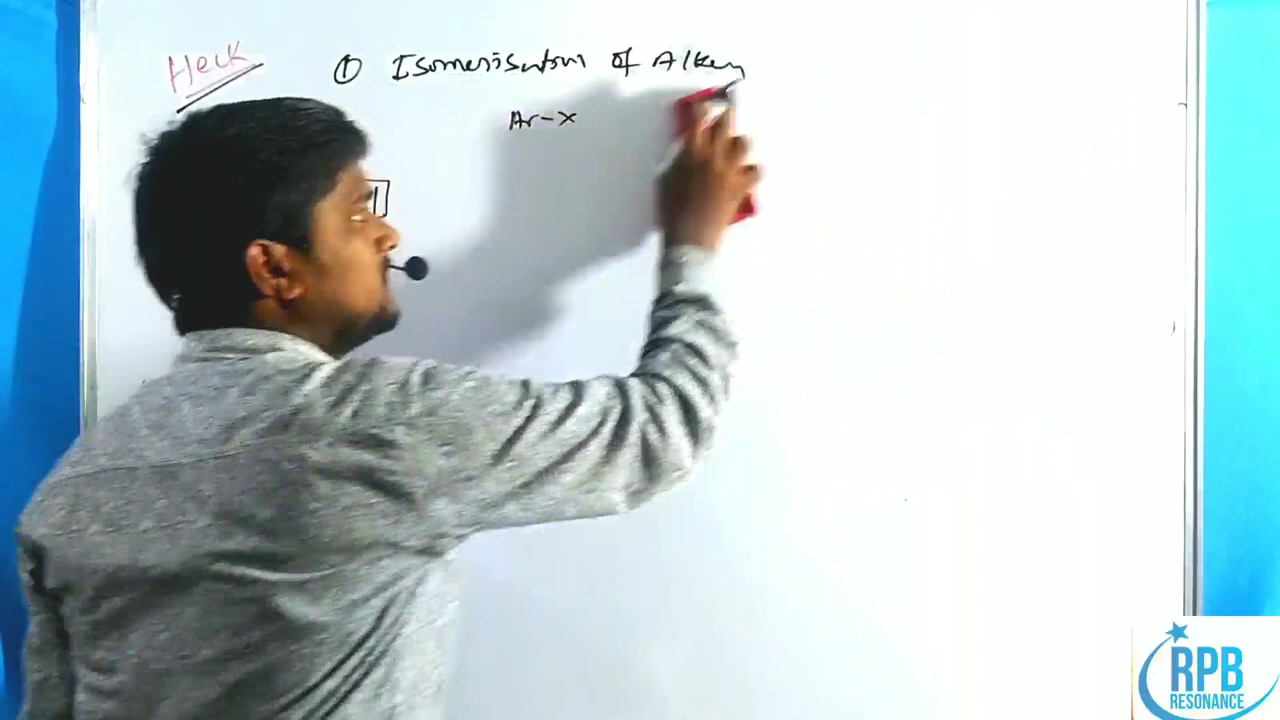 Heck
① Isomerisation of Alken
Ar-X
RPB
RESONANCE